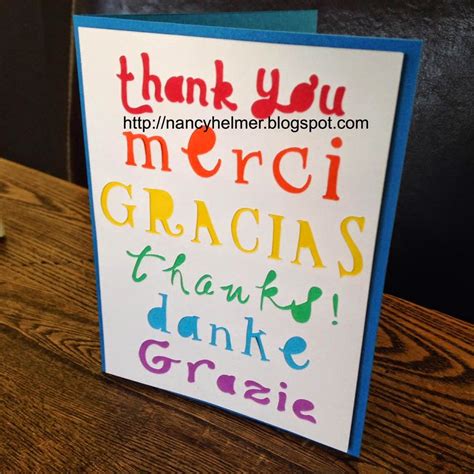 thank you
http://nancyhelmer.blogspot.com
merci
GRACIAS
thanks!
danke
Grazie